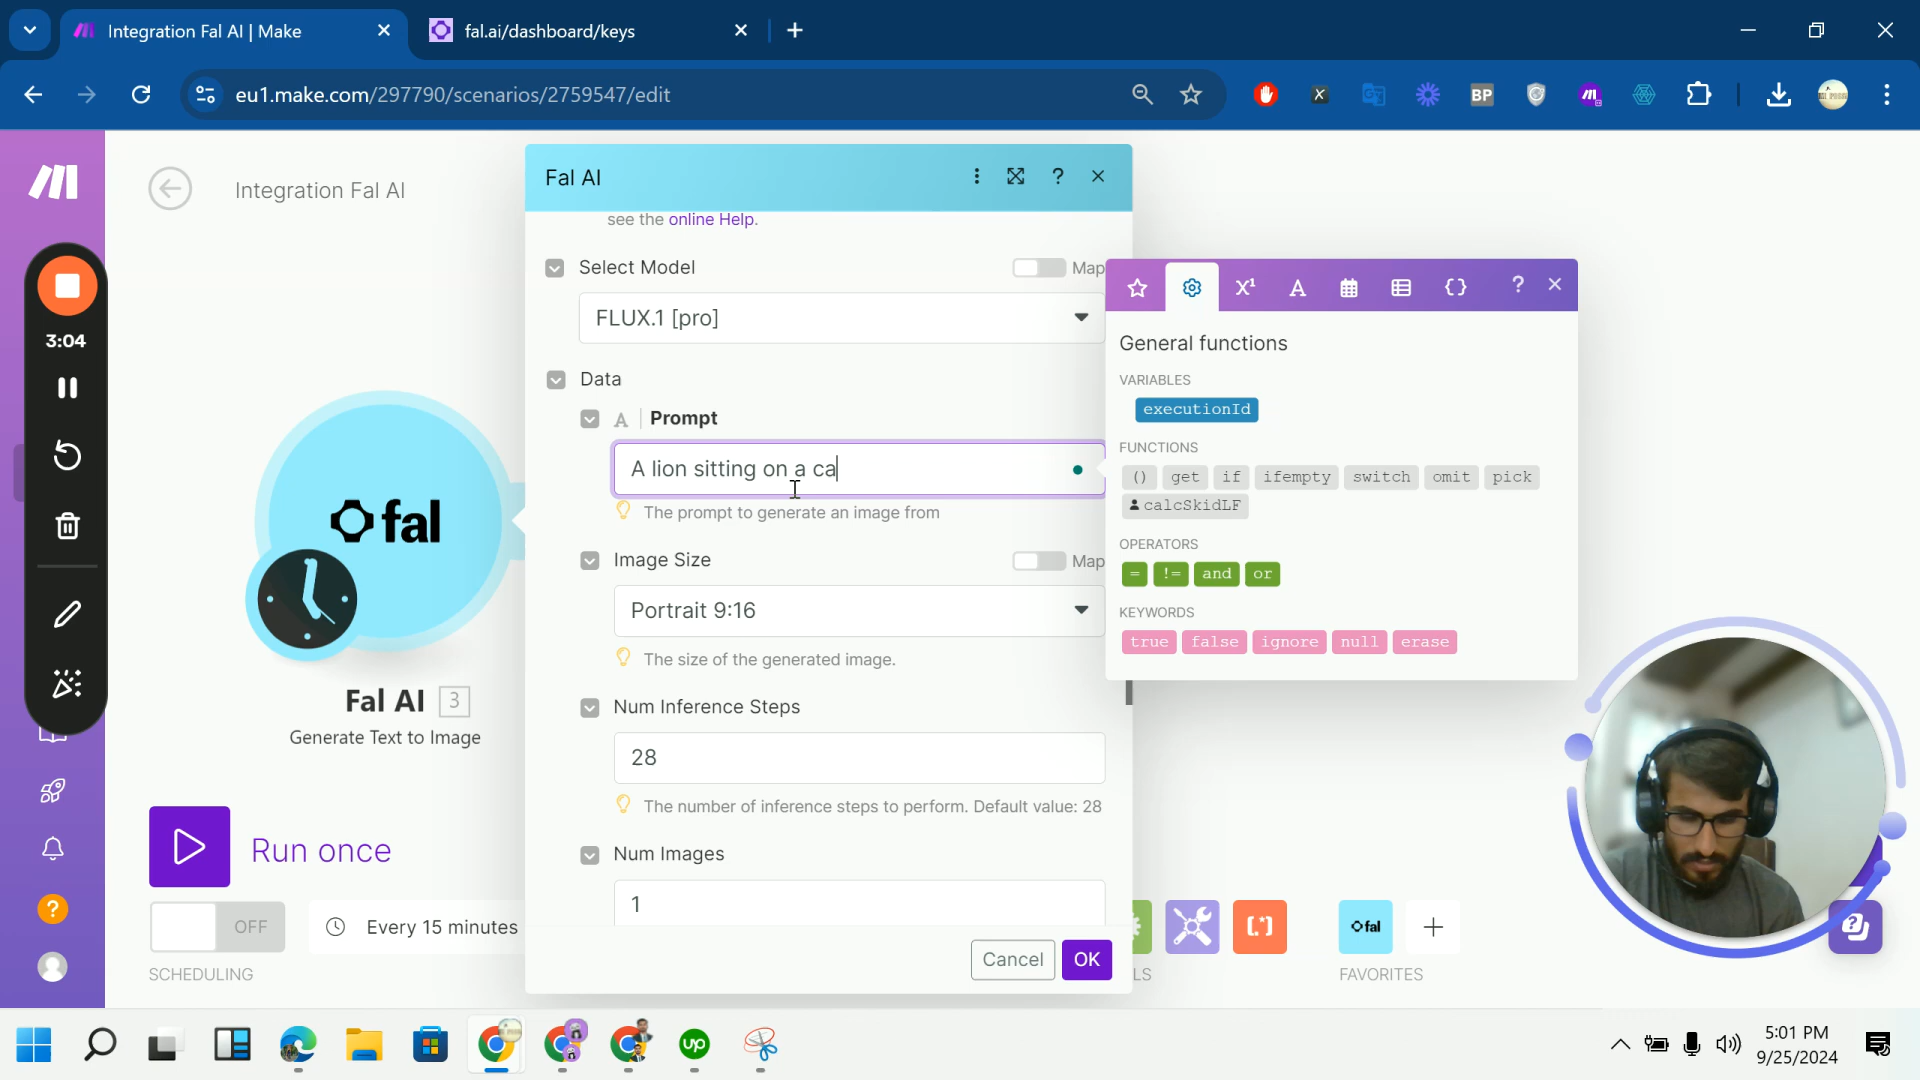 Integration Fal AI | Make
fal.ai/dashboard/keys
eu1.make.com/297790/scenarios/2759547/edit
Integration Fal AI
Fal AI
see the online Help.
Select Model
Map
FLUX.1 [pro]
Data
A
Prompt
A lion sitting on a ca
The prompt to generate an image from
Image Size
Map
Portrait 9:16
The size of the generated image.
Num Inference Steps
28
The number of inference steps to perform. Default value: 28
Num Images
1
Cancel
OK
General functions
VARIABLES
executionId
FUNCTIONS
() get if ifempty switch omit pick
calcSkidLF
OPERATORS
= != and or
KEYWORDS
true false ignore null erase
3:04
fal
Fal AI 3
Generate Text to Image
Run once
OFF
Every 15 minutes
SCHEDULING
LS
fal
FAVORITES
BP
up
5:01 PM
9/25/2024